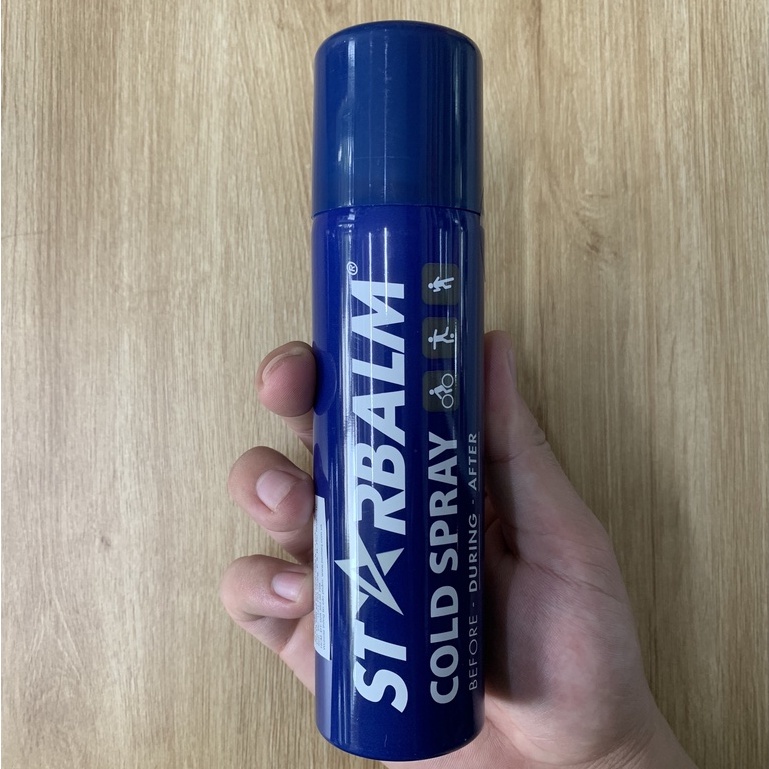 STARBALM®
COLD SPRAY
BEFORE - DURING - AFTER